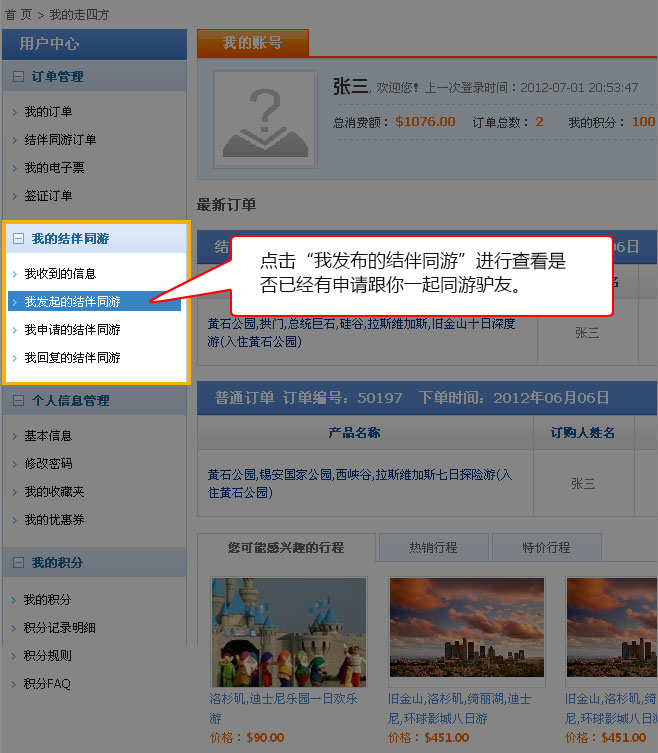 首 页 > 我的走四方
用户中心
订单管理
我的订单
结伴同游订单
我的电子票
签证订单
我的结伴同游
我收到的信息
我发起的结伴同游
我申请的结伴同游
我回复的结伴同游
个人信息管理
基本信息
修改密码
我的收藏夹
我的优惠券
我的积分
我的积分
积分记录明细
积分规则
积分FAQ
我的账号
张三, 欢迎您! 上一次登录时间：2012-07-01 20:53:47
总消费额：$1076.00 订单总数：2 我的积分：100
最新订单
结
6日
点击“我发布的结伴同游”进行查看是
否已经有申请跟你一起同游驴友。
名
黄石公园,拱门,总统巨石,硅谷,拉斯维加斯,旧金山十日深度
游(入住黄石公园)
张三
普通订单 订单编号：50197 下单时间：2012年06月06日
产品名称 订购人姓名
黄石公园,锡安国家公园,西峡谷,拉斯维加斯七日探险游(入
住黄石公园)
张三
您可能感兴趣的行程 热销行程 特价行程
洛杉矶,迪士尼乐园一日欢乐
游
价格：$90.00
旧金山,洛杉矶,绮丽湖,迪士
尼,环球影城八日游
价格：$451.00
旧金山,洛杉矶
尼,环球影城八日
价格：$451.00